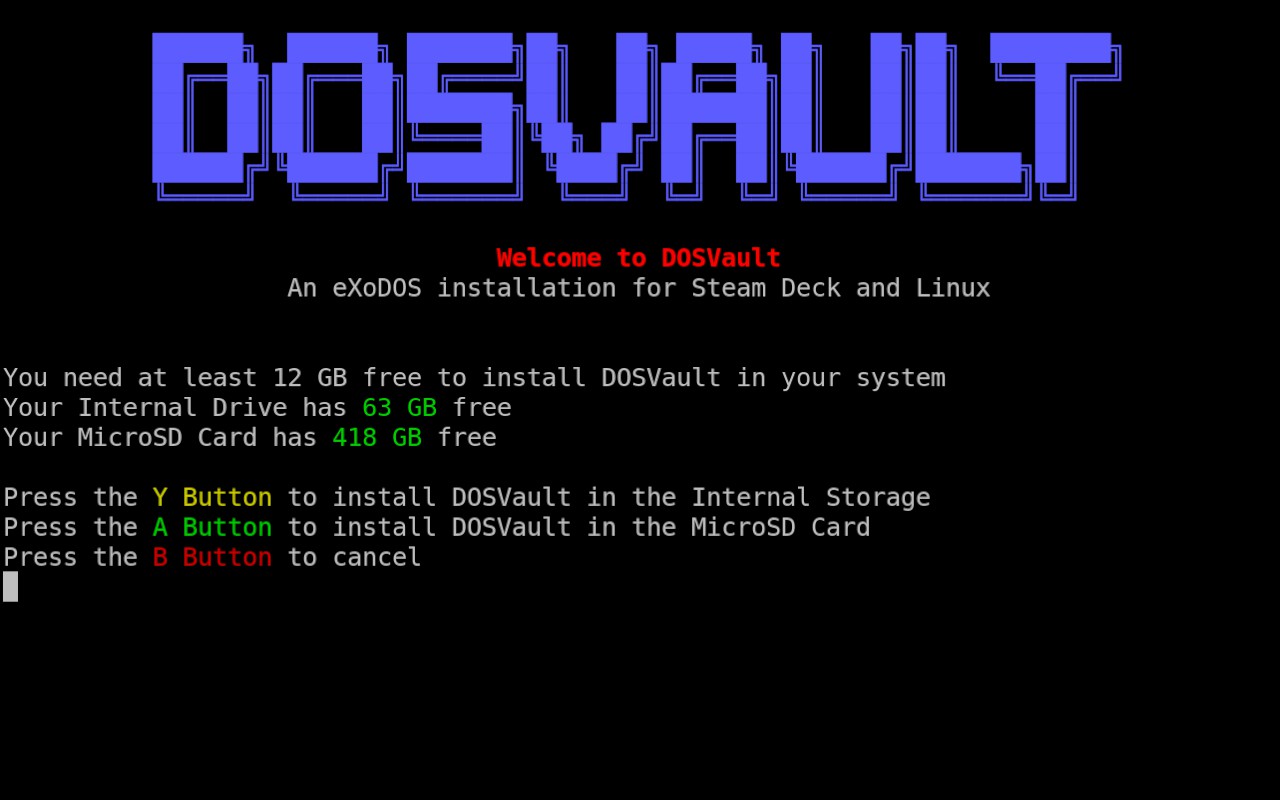 DOSVAULT
Welcome to DOSVault
An eXoDOS installation for Steam Deck and Linux
You need at least 12 GB free to install DOSVault in your system
Your Internal Drive has 63 GB free
Your MicroSD Card has 418 GB free
Press the Y Button to install DOSVault in the Internal Storage
Press the A Button to install DOSVault in the MicroSD Card
Press the B Button to cancel